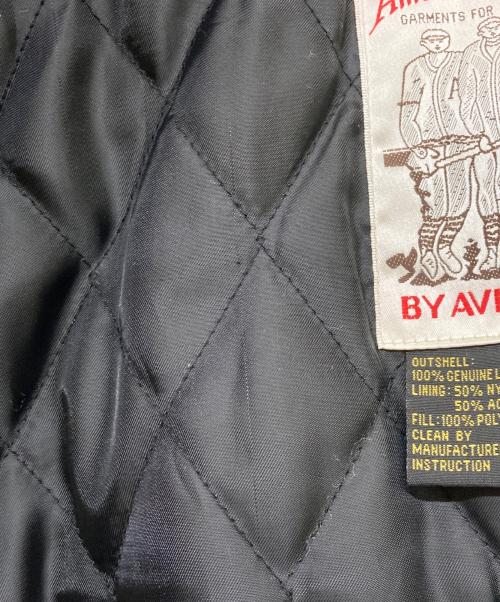 GARMENTS FOR
A
BY AVI
OUTSHELL:
100% GENUINE L
LINING: 50% NY
50% AC
FILL: 100% POLY
CLEAN BY
MANUFACTURE
INSTRUCTION